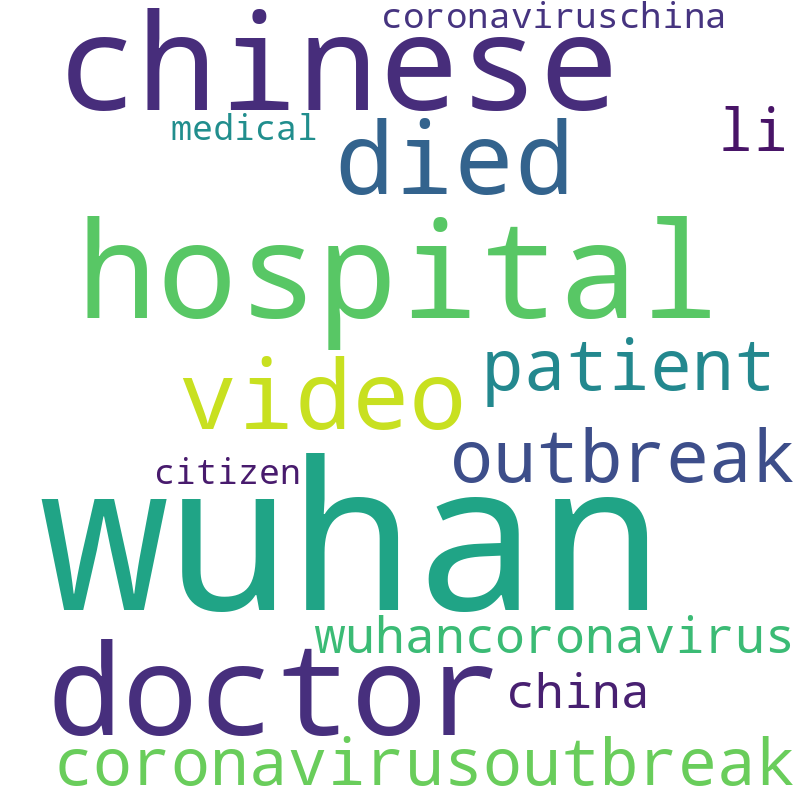 coronaviruschina
chinese
medical
li
died
hospital
patient
video
outbreak
citizen
wuhan
wuhancoronavirus
doctor
china
coronavirusoutbreak